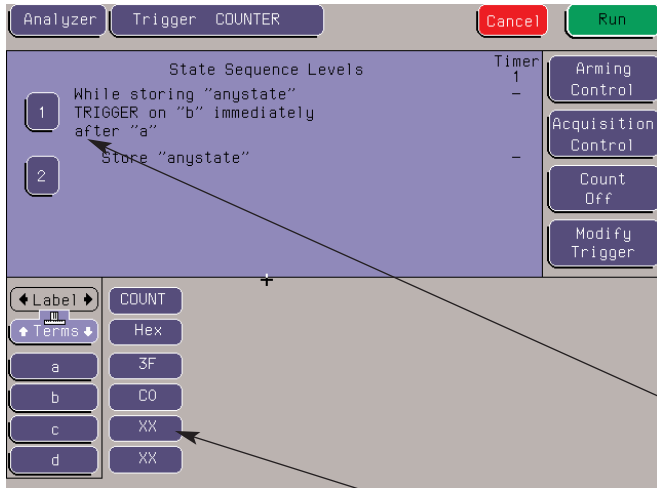 Analyzer Trigger COUNTER Cancel Run
State Sequence Levels Timer
1
1 While storing "anystate" –
TRIGGER on "b" immediately
after "a"
2 Store "anystate" –
Arming
Control
Acquisition
Control
Count
Off
Modify
Trigger
Label COUNT
Terms Hex
a 3F
b C0
c XX
d XX